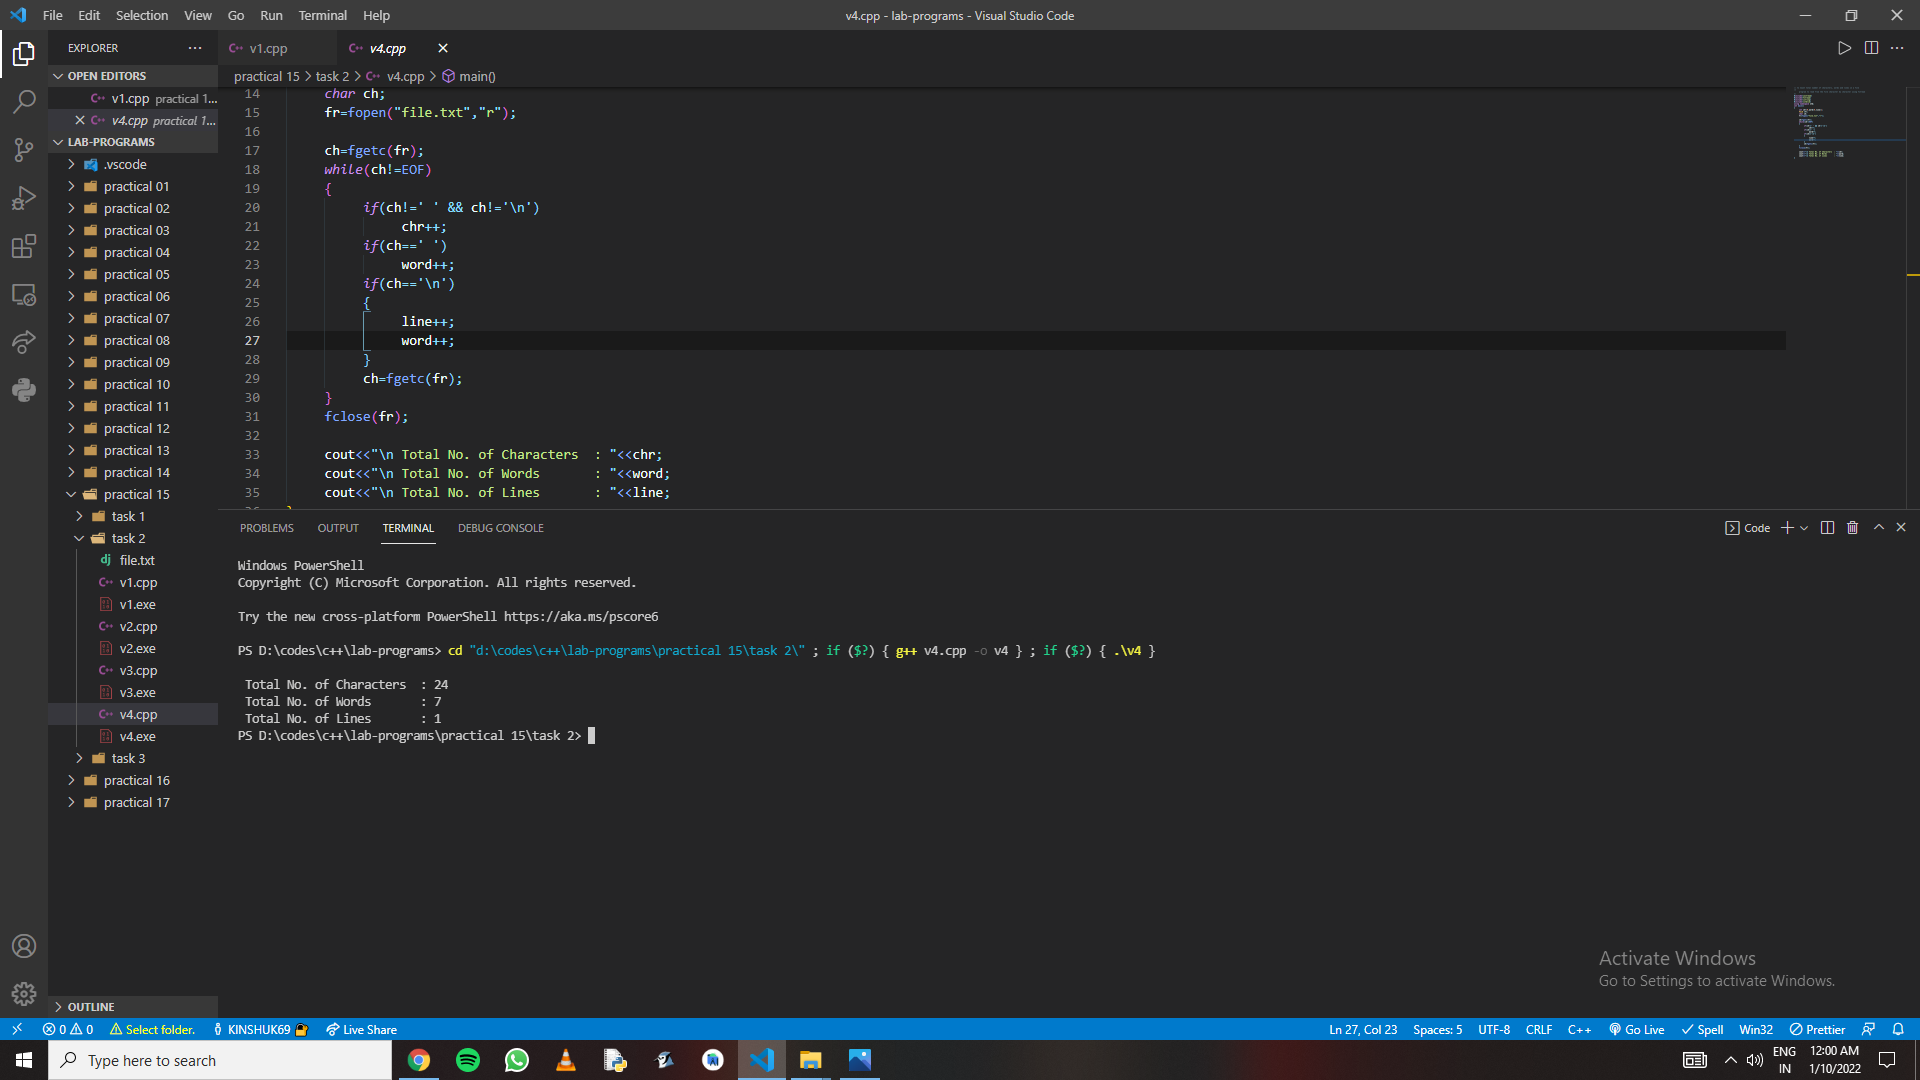 File Edit Selection View Go Run Terminal Help
v4.cpp - lab-programs - Visual Studio Code
EXPLORER
v1.cpp
v4.cpp
OPEN EDITORS
practical 15 > task 2 > v4.cpp > main()
v1.cpp practical 1...
v4.cpp practical 1...
LAB-PROGRAMS
.vscode
practical 01
practical 02
practical 03
practical 04
practical 05
practical 06
practical 07
practical 08
practical 09
practical 10
practical 11
practical 12
practical 13
practical 14
practical 15
task 1
task 2
file.txt
v1.cpp
v1.exe
v2.cpp
v2.exe
v3.cpp
v3.exe
v4.cpp
v4.exe
task 3
practical 16
practical 17
OUTLINE
14 char ch;
15 fr=fopen("file.txt","r");
16
17 ch=fgetc(fr);
18 while(ch!=EOF)
19 {
20 if(ch!=' ' && ch!='\n')
21 chr++;
22 if(ch==' ')
23 word++;
24 if(ch=='\n')
25 {
26 line++;
27 word++;
28 }
29 ch=fgetc(fr);
30 }
31 fclose(fr);
32
33 cout<<"\n Total No. of Characters  : "<<chr;
34 cout<<"\n Total No. of Words       : "<<word;
35 cout<<"\n Total No. of Lines       : "<<line;
PROBLEMS OUTPUT TERMINAL DEBUG CONSOLE
Code
Windows PowerShell
Copyright (C) Microsoft Corporation. All rights reserved.
Try the new cross-platform PowerShell https://aka.ms/pscore6
PS D:\codes\c++\lab-programs> cd "d:\codes\c++\lab-programs\practical 15\task 2\" ; if ($?) { g++ v4.cpp -o v4 } ; if ($?) { .\v4 }
Total No. of Characters  : 24
Total No. of Words       : 7
Total No. of Lines       : 1
PS D:\codes\c++\lab-programs\practical 15\task 2>
Activate Windows
Go to Settings to activate Windows.
0 0 Select folder. KINSHUK69 Live Share
Ln 27, Col 23 Spaces: 5 UTF-8 CRLF C++ Go Live Spell Win32 Prettier
Type here to search
ENG
IN
12:00 AM
1/10/2022